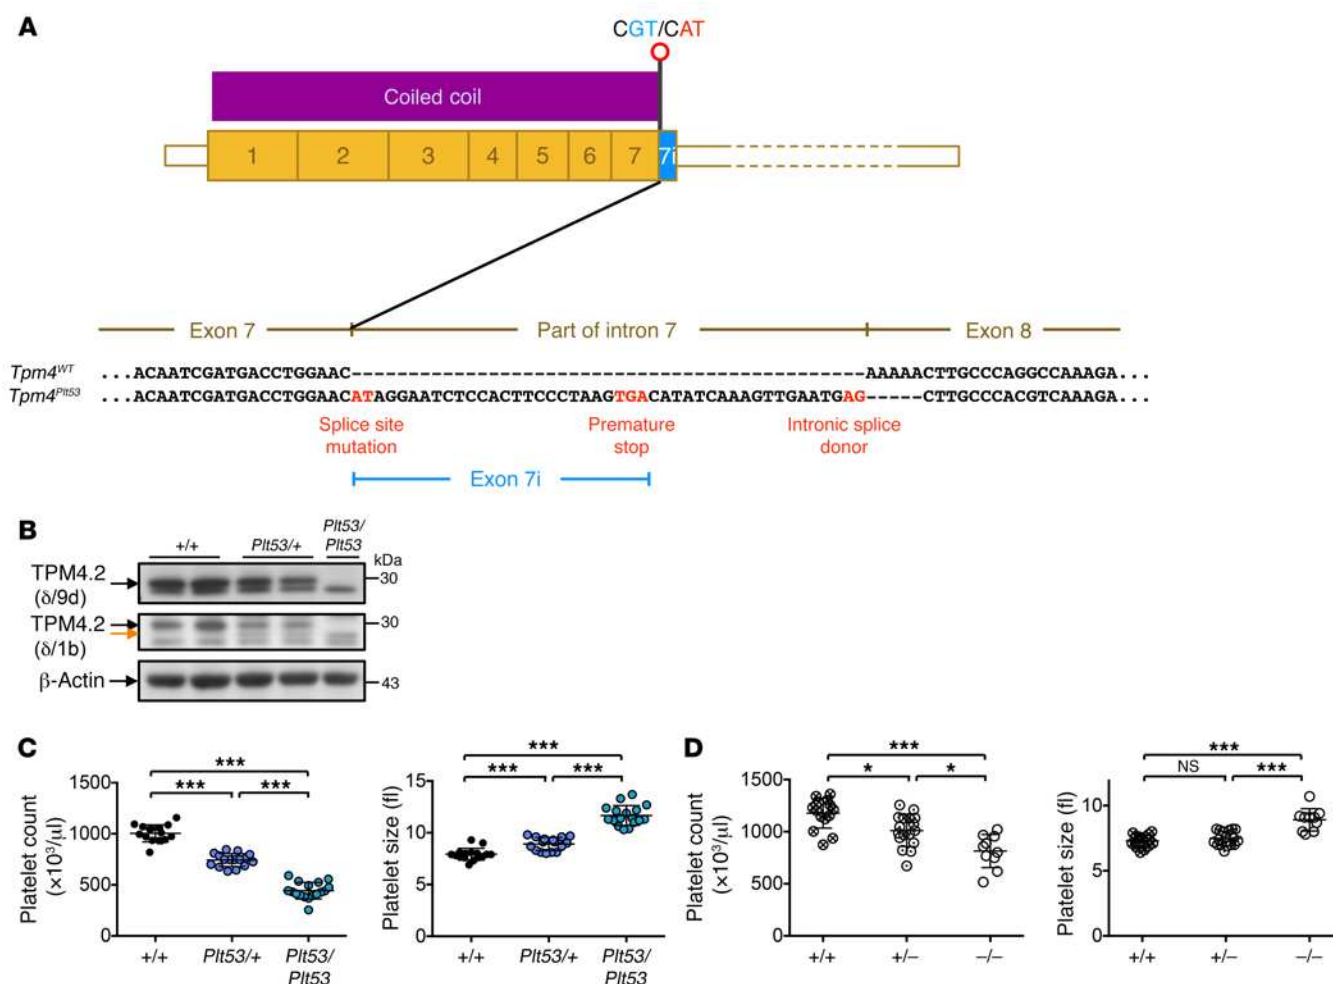 A
CGT/CAT
Coiled coil
1 2 3 4 5 6 7 7i
Exon 7 Part of intron 7 Exon 8
Tpm4WT ...ACAATCGATGACCTGGAAC-------------------------------------------------AAAAACTTGCCCAGGCCAAAGA...
Tpm4Plt53 ...ACAATCGATGACCTGGAACATAGGAATCTCCACTTCCCTAAGTGACATATCAAAGTTGAATGAG-----CTTGCCCACGTCAAAGA...
Splice site Premature Intronic splice
mutation stop donor
Exon 7i
B
+/+ Plt53/+ Plt53/
Plt53
kDa
TPM4.2
(δ/9d)
30
TPM4.2
(δ/1b)
30
β-Actin
43
C
Platelet count
(×10³/μl)
1500
1000
500
0
*** *** ***
+/+ Plt53/+ Plt53/
Plt53
Platelet size (fl)
15
10
5
0
*** *** ***
+/+ Plt53/+ Plt53/
Plt53
D
Platelet count
(×10³/μl)
1500
1000
500
0
***
* *
+/+ +/– –/–
Platelet size (fl)
10
5
0
***
NS ***
+/+ +/– –/–